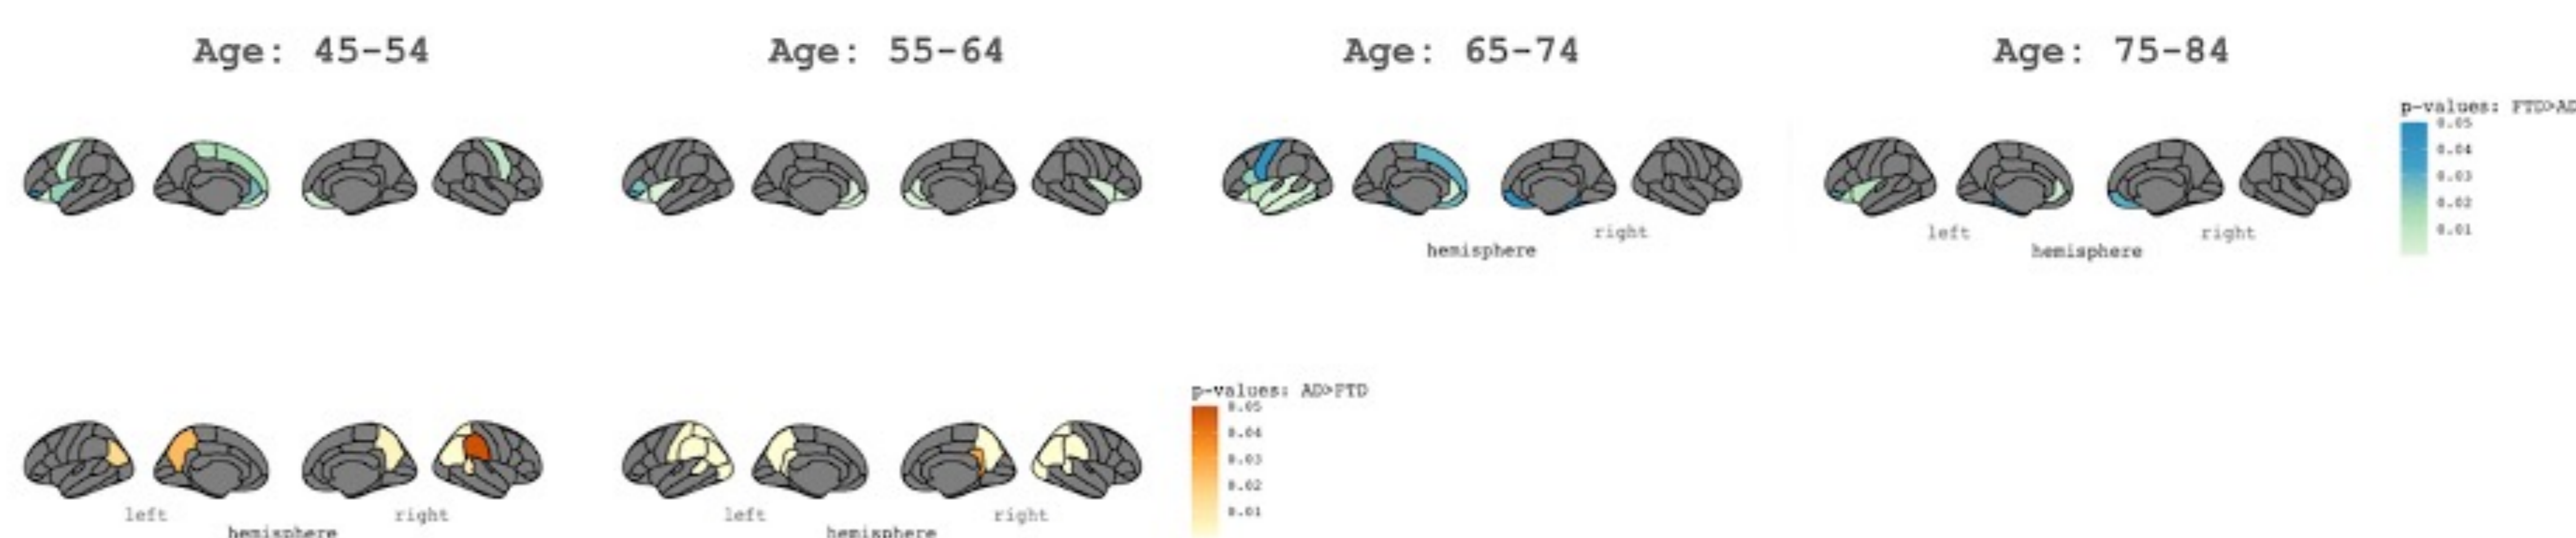 Age: 45-54
Age: 55-64
Age: 65-74
Age: 75-84
p-values: FTD>AD
0.05
0.04
0.03
0.02
0.01
right
hemisphere
left
right
hemisphere
p-values: AD>FTD
0.05
0.04
0.03
0.02
0.01
left
right
hemisphere
left
right
hemisphere